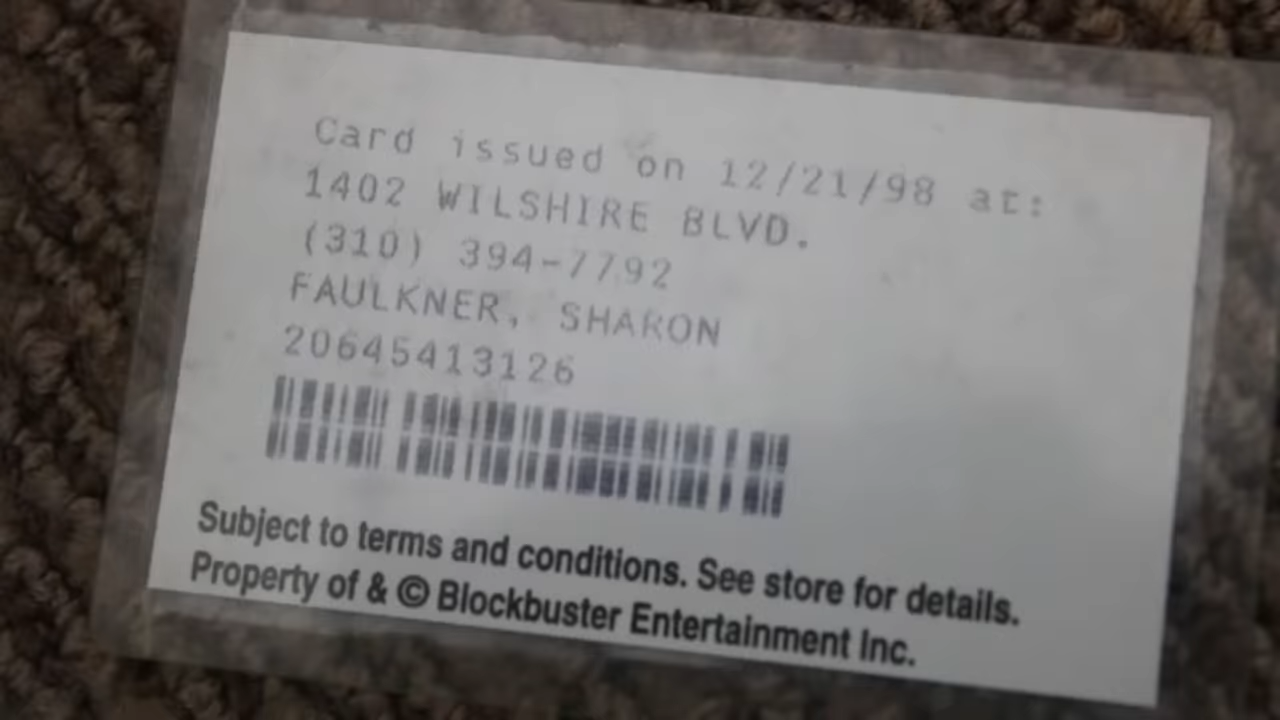 Card issued on 12/21/98 at:
1402 WILSHIRE BLVD.
(310) 394-7792
FAULKNER, SHARON
20645413126
Subject to terms and conditions. See store for details.
Property of & © Blockbuster Entertainment Inc.